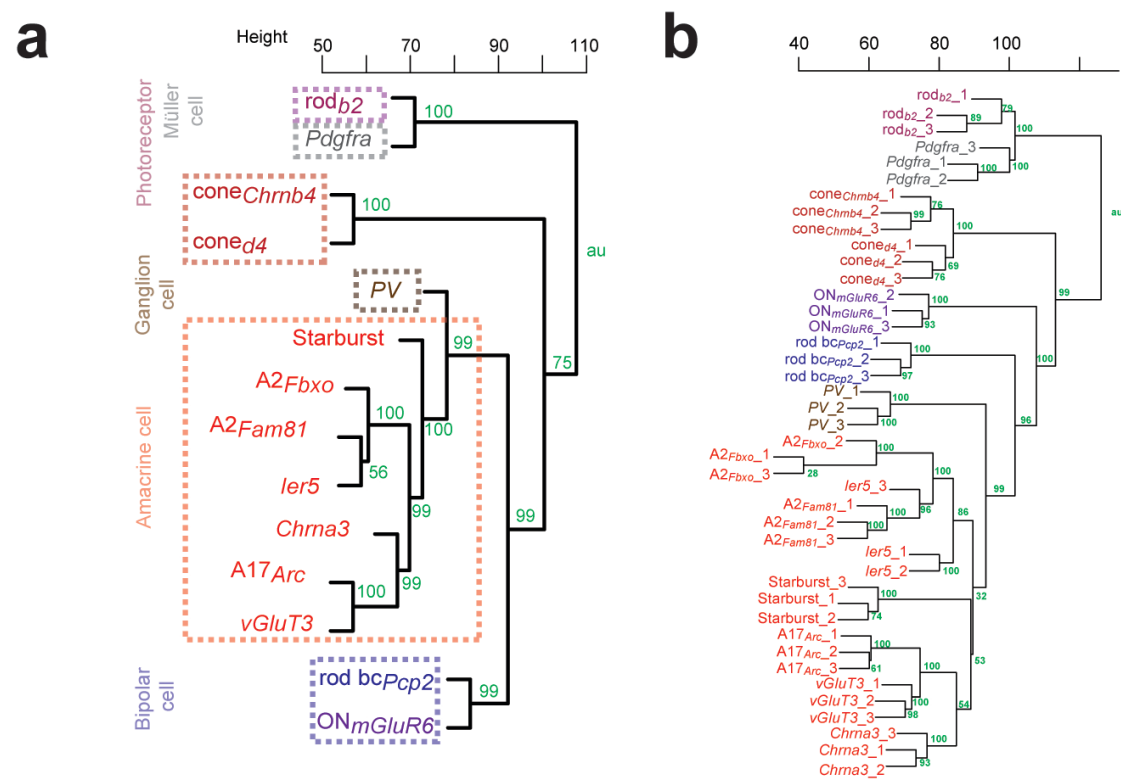 a
Height
50 70 90 110
Photoreceptor
Müller
cell
rodb2
100
Pdgfra
coneChrnb4
100
coned4
au
Ganglion
cell
PV
Amacrine cell
Starburst
99
75
A2Fbxo
100
100
A2Fam81
56
Ier5
99
Chrna3
99
A17Arc
99
100
vGluT3
Bipolar
cell
rod bcPcp2
99
ONmGluR6
b
40 60 80 100
rodb2_1
79
rodb2_2
89
100
rodb2_3
Pdgfra_3
Pdgfra_1
100
100
Pdgfra_2
coneChrnb4_1
76
au
coneChrnb4_2
99
coneChrnb4_3
100
coned4_1
coned4_2
69
coned4_3
76
ONmGluR6_2
99
100
ONmGluR6_1
ONmGluR6_3
93
rod bcPcp2_1
100
rod bcPcp2_2
100
rod bcPcp2_3
97
PV_1
100
PV_2
PV_3
100
96
A2Fbxo_2
100
A2Fbxo_1
A2Fbxo_3
28
Ier5_3
99
A2Fam81_1
96
100
86
A2Fam81_2
100
A2Fam81_3
Ier5_1
Ier5_2
100
Starburst_3
100
32
Starburst_1
Starburst_2
74
A17Arc_1
100
A17Arc_2
53
A17Arc_3
61
100
vGluT3_1
vGluT3_2
100
54
vGluT3_3
98
Chrna3_3
100
Chrna3_1
93
Chrna3_2